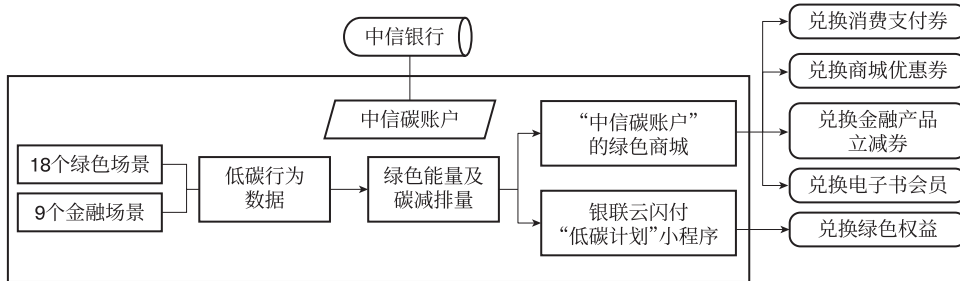 中信银行
中信碳账户
18个绿色场景
9个金融场景
低碳行为
数据
绿色能量及
碳减排量
“中信碳账户”
的绿色商城
银联云闪付
“低碳计划”小程序
兑换消费支付券
兑换商城优惠券
兑换金融产品
立减券
兑换电子书会员
兑换绿色权益